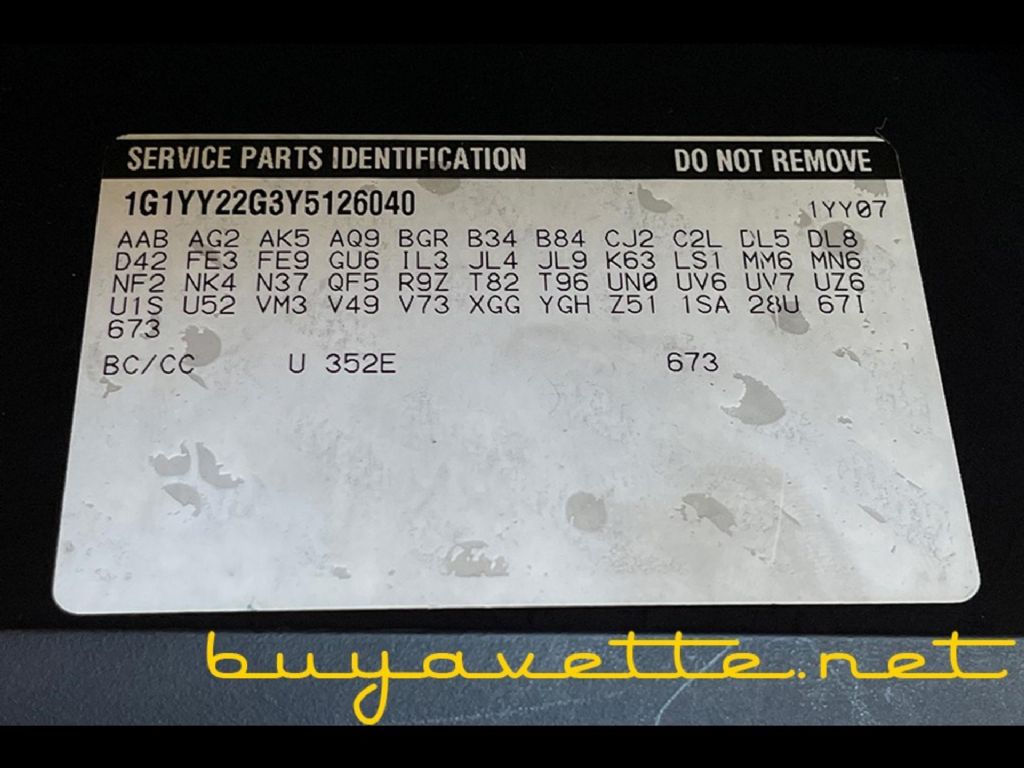 SERVICE PARTS IDENTIFICATION DO NOT REMOVE
1G1YY22G3Y5126040 1YY07
AAB AG2 AK5 AQ9 BGR B34 B84 CJ2 C2L DL5 DL8
D42 FE3 FE9 GU6 IL3 JL4 JL9 K63 LS1 MM6 MN6
NF2 NK4 N37 QF5 R9Z T82 T96 UN0 UV6 UV7 UZ6
U1S U52 VM3 V49 V73 XGG YGH Z51 1SA 28U 67I
673
BC/CC U 352E 673
buyavette.net